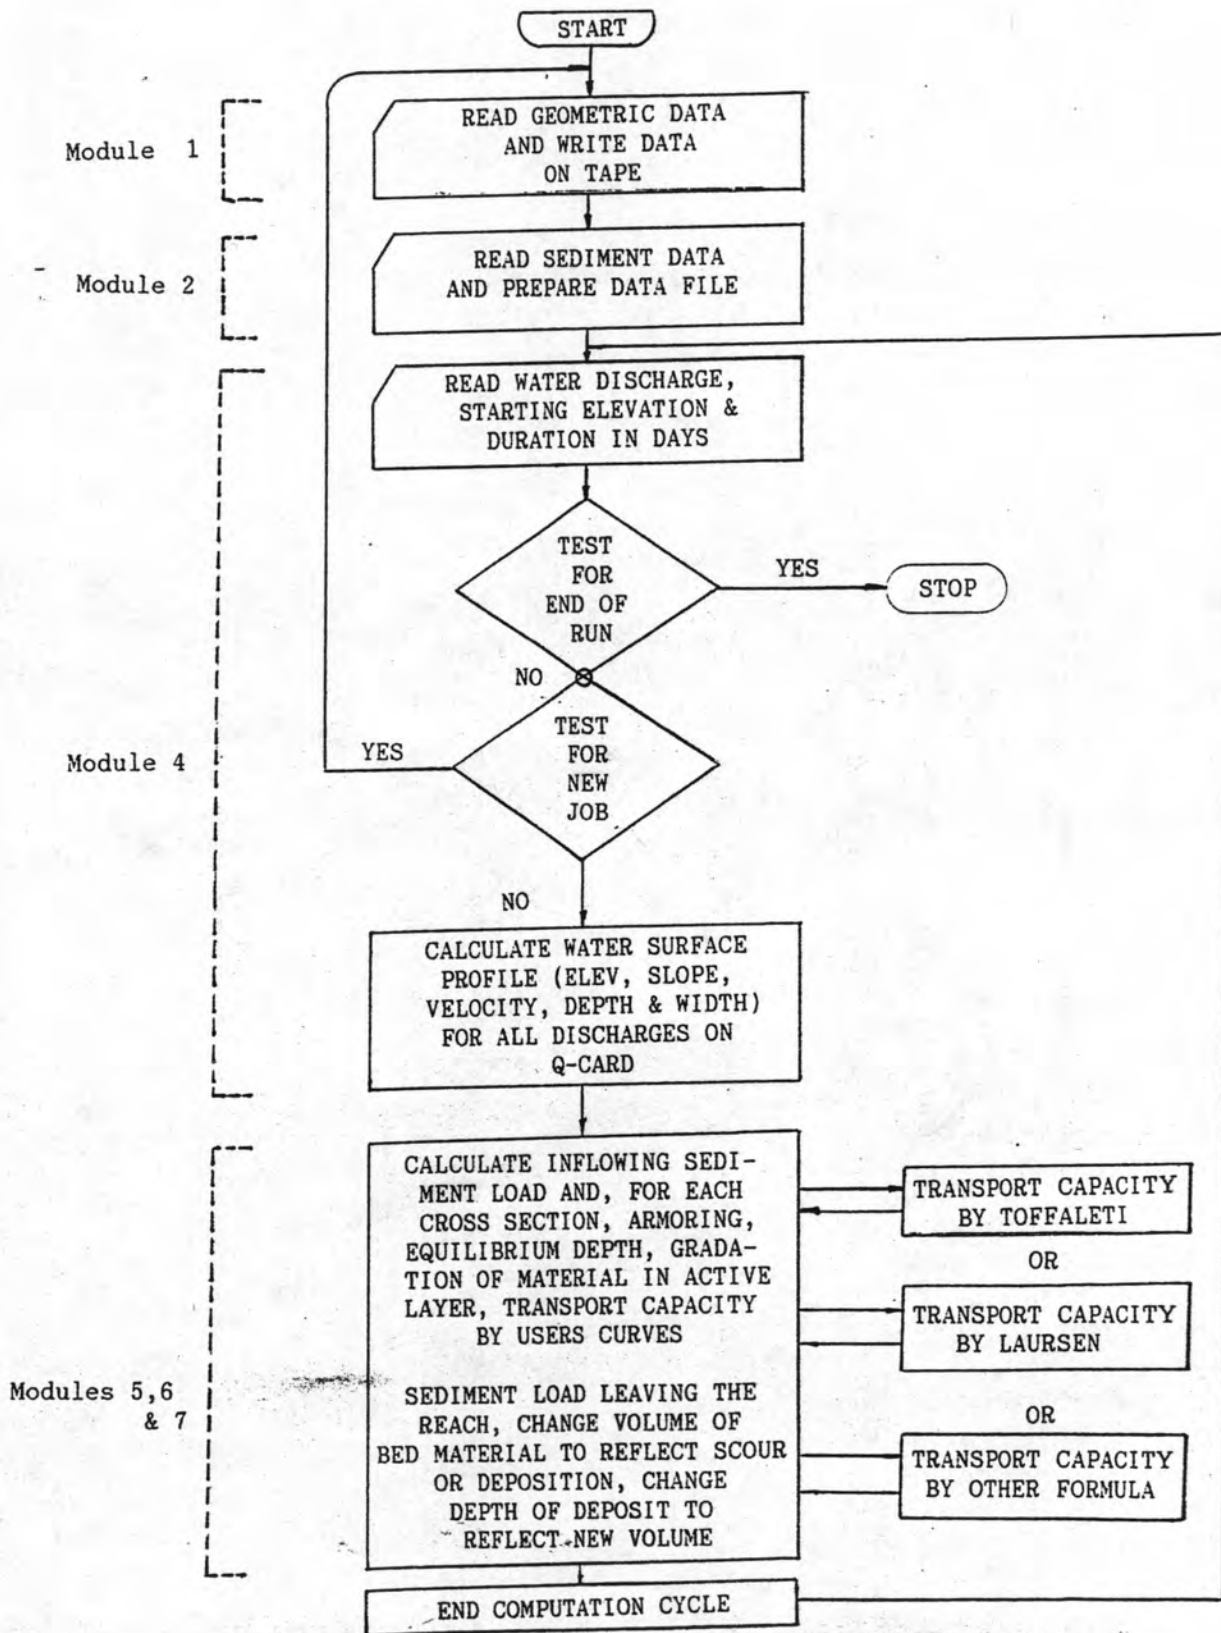 START
Module 1
READ GEOMETRIC DATA
AND WRITE DATA
ON TAPE
Module 2
READ SEDIMENT DATA
AND PREPARE DATA FILE
READ WATER DISCHARGE,
STARTING ELEVATION &
DURATION IN DAYS
TEST
FOR
END OF
RUN
YES
STOP
NO
Module 4
YES
TEST
FOR
NEW
JOB
NO
CALCULATE WATER SURFACE
PROFILE (ELEV, SLOPE,
VELOCITY, DEPTH & WIDTH)
FOR ALL DISCHARGES ON
Q-CARD
Modules 5,6
& 7
CALCULATE INFLOWING SEDI-
MENT LOAD AND, FOR EACH
CROSS SECTION, ARMORING,
EQUILIBRIUM DEPTH, GRADA-
TION OF MATERIAL IN ACTIVE
LAYER, TRANSPORT CAPACITY
BY USERS CURVES
SEDIMENT LOAD LEAVING THE
REACH, CHANGE VOLUME OF
BED MATERIAL TO REFLECT SCOUR
OR DEPOSITION, CHANGE
DEPTH OF DEPOSIT TO
REFLECT NEW VOLUME
TRANSPORT CAPACITY
BY TOFFALETI
OR
TRANSPORT CAPACITY
BY LAURSEN
OR
TRANSPORT CAPACITY
BY OTHER FORMULA
END COMPUTATION CYCLE